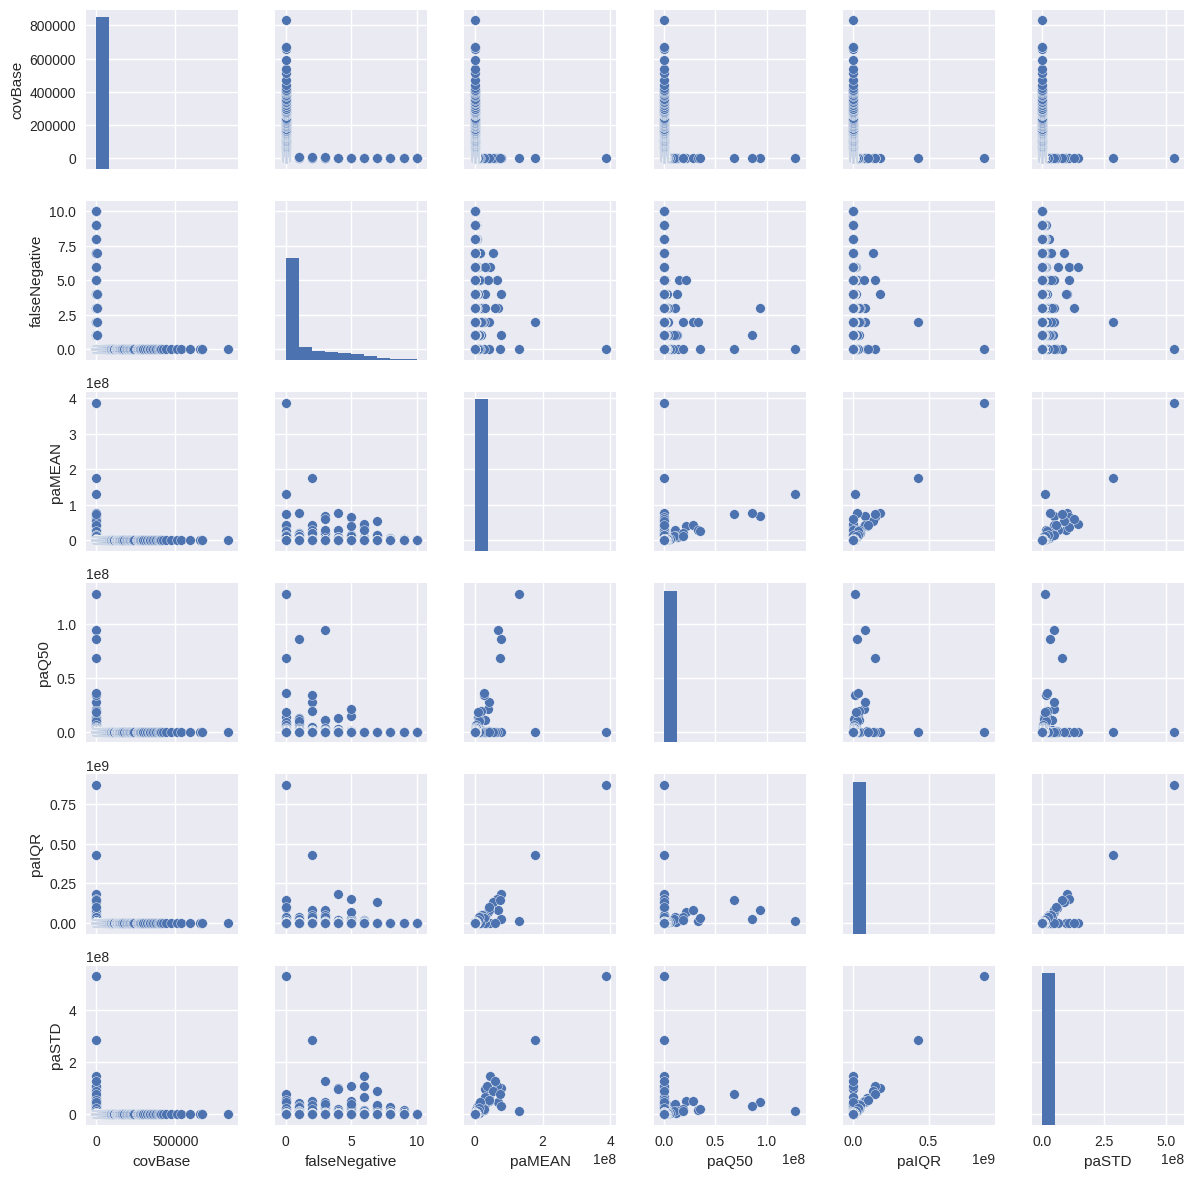 800000
600000
400000
200000
0
covBase
10.0
7.5
5.0
2.5
0.0
falseNegative
1e8
4
3
2
1
0
paMEAN
1e8
1.0
0.5
0.0
paQ50
1e9
0.75
0.50
0.25
0.00
paIQR
1e8
4
2
0
paSTD
0 500000 0 5 10 0 2 4 0.0 0.5 1.0 0.0 0.5 0.0 2.5 5.0
1e8 1e8 1e9 1e8
covBase falseNegative paMEAN paQ50 paIQR paSTD